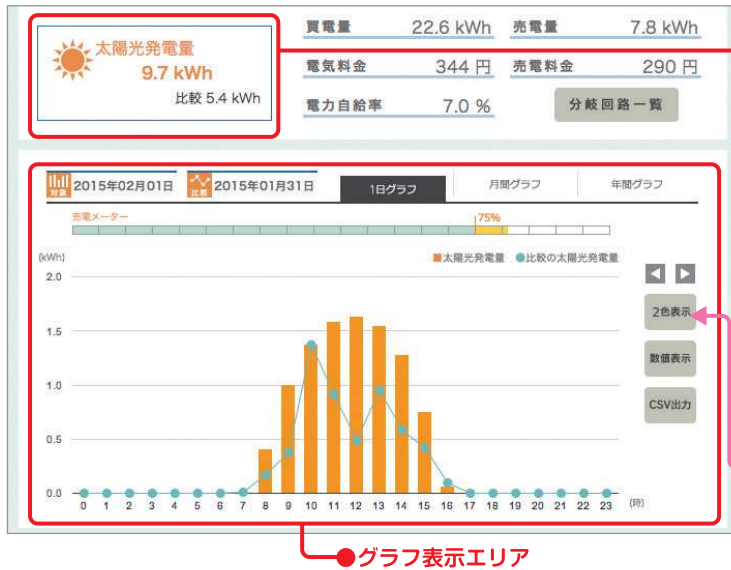 太陽光発電量
9.7 kWh
比較 5.4 kWh
買電量 22.6 kWh 売電量 7.8 kWh
電気料金 344 円 売電料金 290 円
電力自給率 7.0 % 分岐回路一覧
対象 2015年02月01日 比較 2015年01月31日 1日グラフ 月間グラフ 年間グラフ
売電メーター 75%
(kWh) ■太陽光発電量 ●比較の太陽光発電量
2.0
2色表示
1.5
数値表示
1.0
CSV出力
0.5
0.0
0 1 2 3 4 5 6 7 8 9 10 11 12 13 14 15 16 17 18 19 20 21 22 23 (時)
●グラフ表示エリア